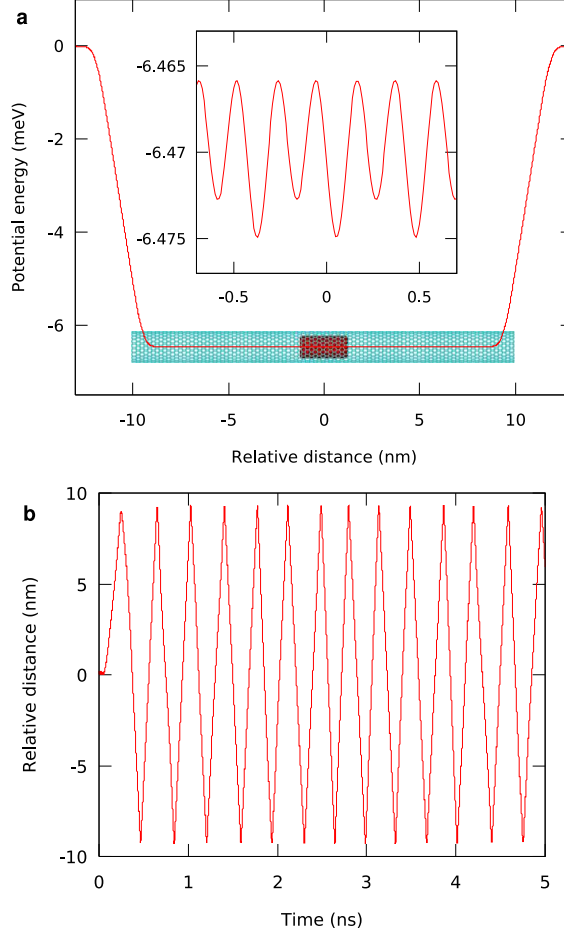 a
0
-2
-4
-6
Potential energy (meV)
-6.465
-6.47
-6.475
-0.5 0 0.5
-10 -5 0 5 10
Relative distance (nm)
b
10
5
0
-5
-10
Relative distance (nm)
0 1 2 3 4 5
Time (ns)